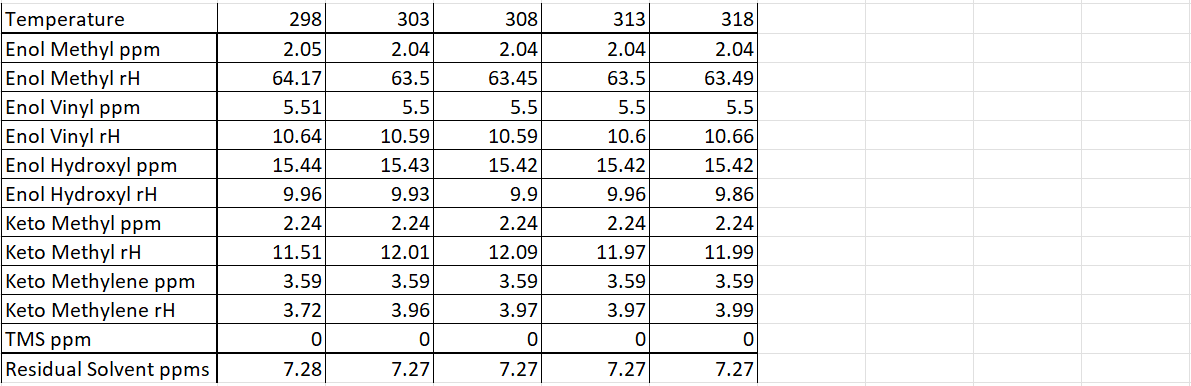 Temperature 298 303 308 313 318
Enol Methyl ppm 2.05 2.04 2.04 2.04 2.04
Enol Methyl rH 64.17 63.5 63.45 63.5 63.49
Enol Vinyl ppm 5.51 5.5 5.5 5.5 5.5
Enol Vinyl rH 10.64 10.59 10.59 10.6 10.66
Enol Hydroxyl ppm 15.44 15.43 15.42 15.42 15.42
Enol Hydroxyl rH 9.96 9.93 9.9 9.96 9.86
Keto Methyl ppm 2.24 2.24 2.24 2.24 2.24
Keto Methyl rH 11.51 12.01 12.09 11.97 11.99
Keto Methylene ppm 3.59 3.59 3.59 3.59 3.59
Keto Methylene rH 3.72 3.96 3.97 3.97 3.99
TMS ppm 0 0 0 0 0
Residual Solvent ppms 7.28 7.27 7.27 7.27 7.27